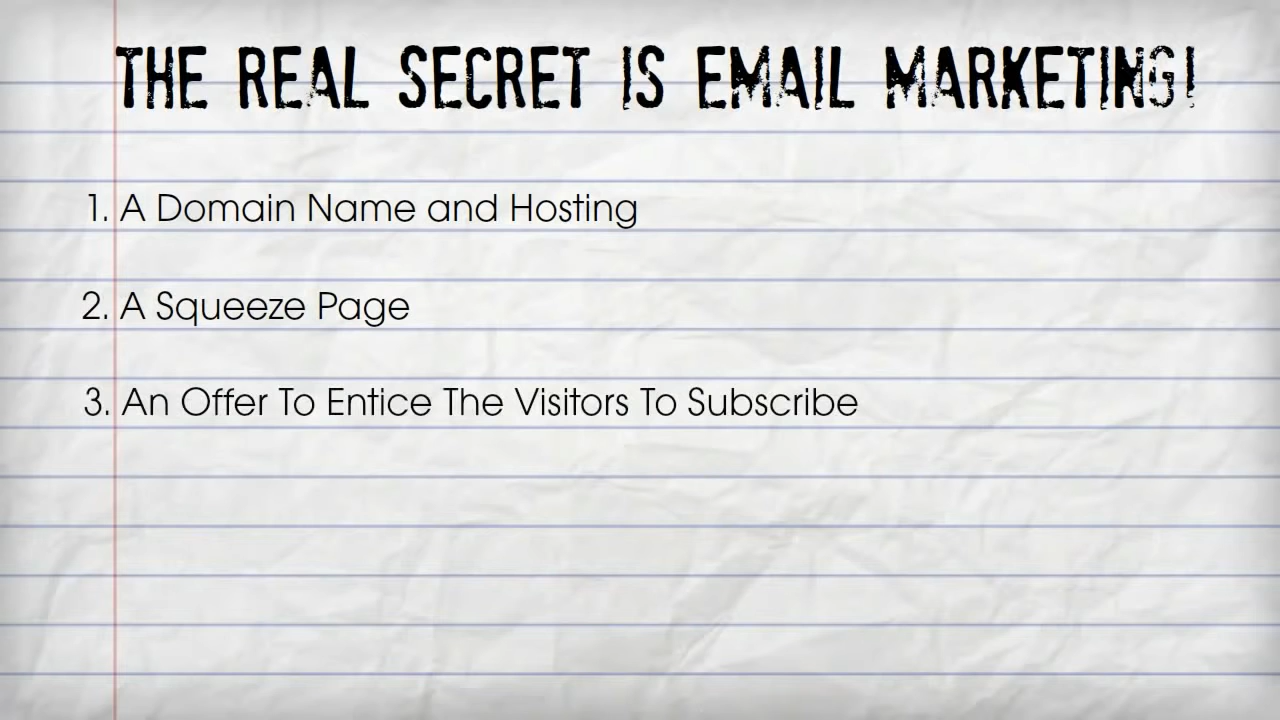 THE REAL SECRET IS EMAIL MARKETING!
1. A Domain Name and Hosting
2. A Squeeze Page
3. An Offer To Entice The Visitors To Subscribe